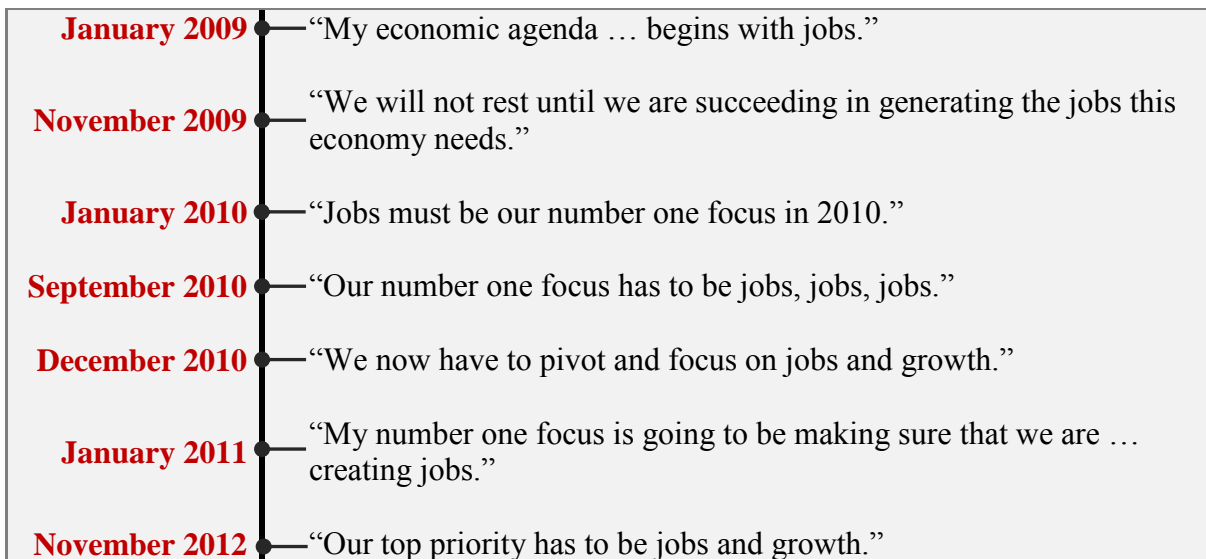 January 2009 “My economic agenda … begins with jobs.”
November 2009 “We will not rest until we are succeeding in generating the jobs this
economy needs.”
January 2010 “Jobs must be our number one focus in 2010.”
September 2010 “Our number one focus has to be jobs, jobs, jobs.”
December 2010 “We now have to pivot and focus on jobs and growth.”
January 2011 “My number one focus is going to be making sure that we are …
creating jobs.”
November 2012 “Our top priority has to be jobs and growth.”